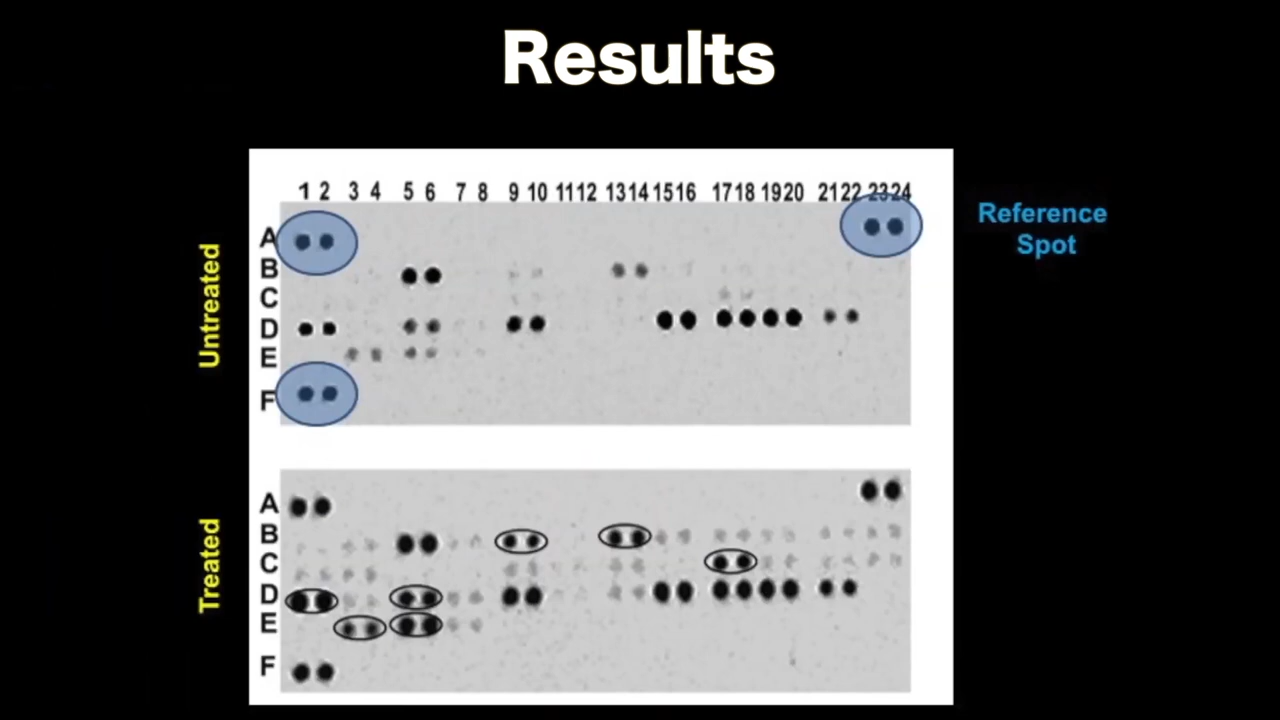 Results
1 2 3 4 5 6 7 8 9 10 11 12 13 14 15 16 17 18 19 20 21 22 23 24
Reference
Spot
Untreated
A
B
C
D
E
F
Treated
A
B
C
D
E
F